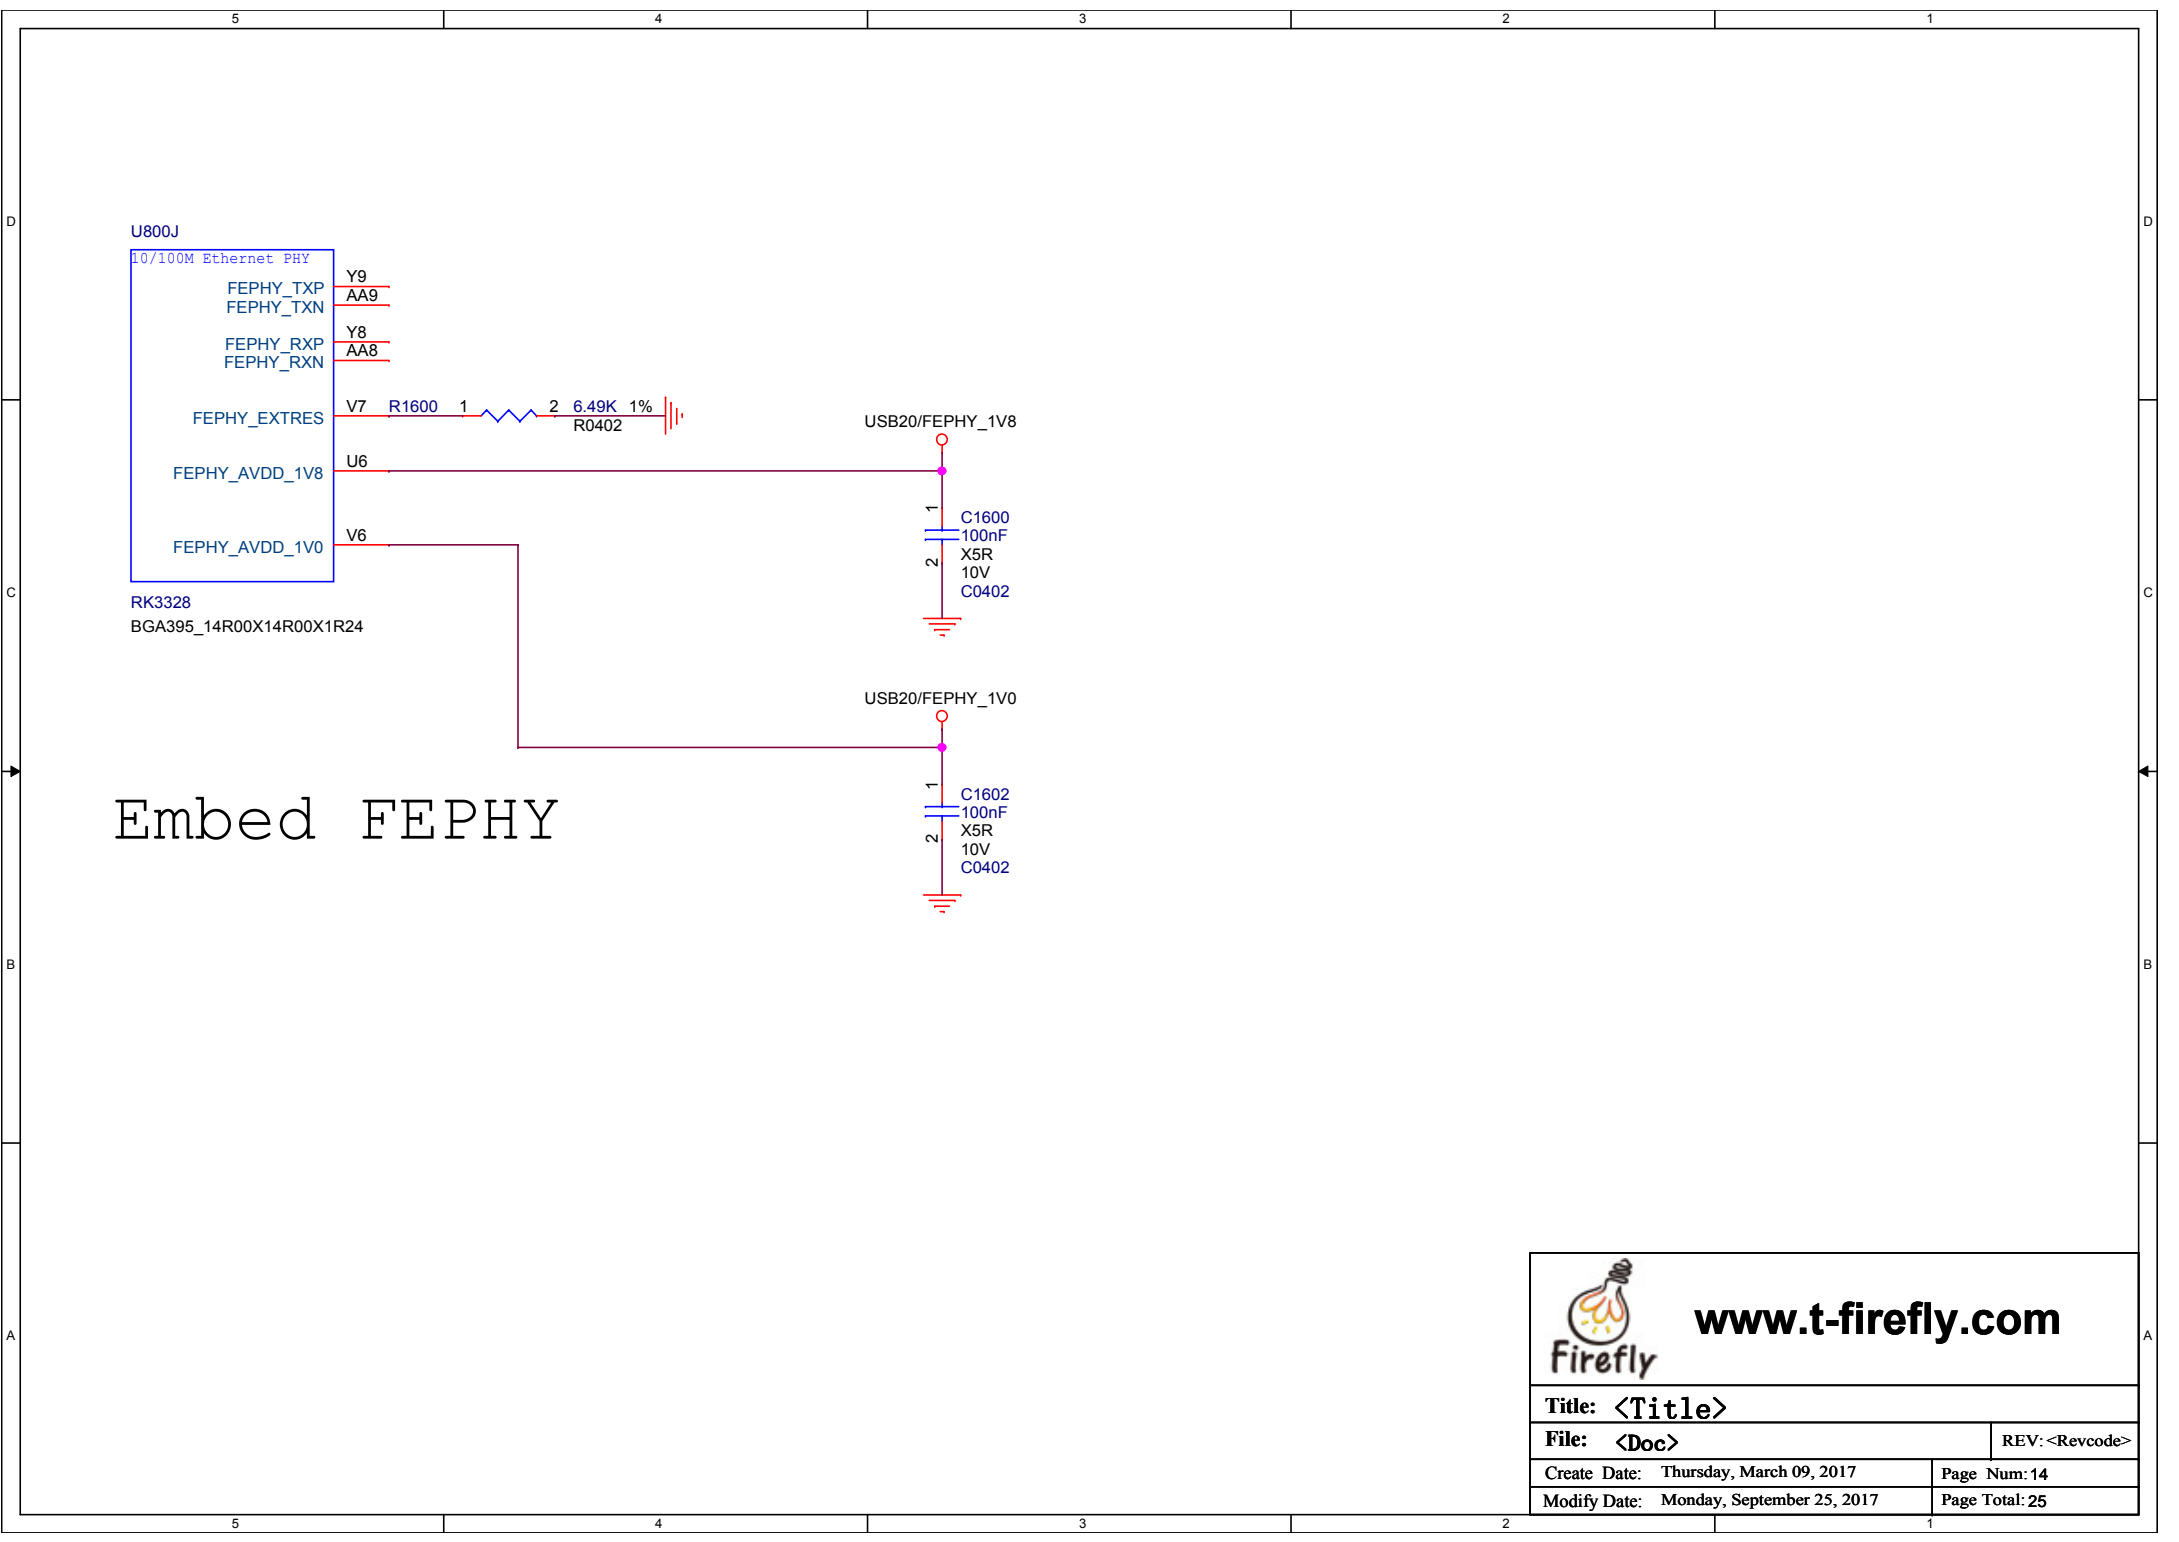 5 4 3 2 1
D D
U800J
10/100M Ethernet PHY
FEPHY_TXP Y9
FEPHY_TXN AA9
FEPHY_RXP Y8
FEPHY_RXN AA8
FEPHY_EXTRES V7 R1600 1 2 6.49K 1%
R0402
USB20/FEPHY_1V8
FEPHY_AVDD_1V8 U6
1
C1600
100nF
X5R
2
10V
C0402
FEPHY_AVDD_1V0 V6
C C
RK3328
BGA395_14R00X14R00X1R24
USB20/FEPHY_1V0
1
C1602
100nF
X5R
2
10V
C0402
Embed FEPHY
B B
A A
Firefly
www.t-firefly.com
Title: <Title>
File: <Doc> REV: <Revcode>
Create Date: Thursday, March 09, 2017 Page Num: 14
Modify Date: Monday, September 25, 2017 Page Total: 25
5 4 3 2 1